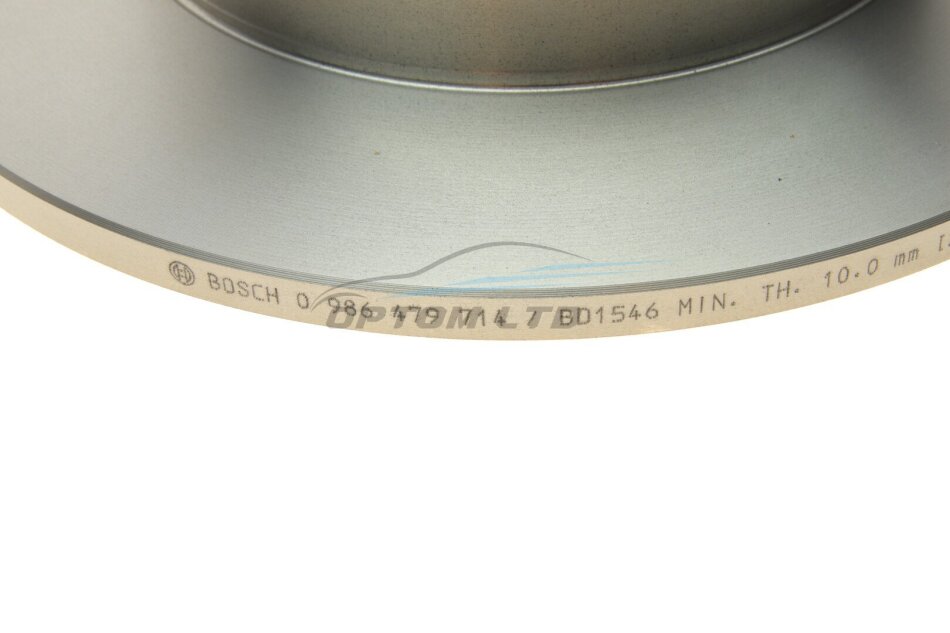 BOSCH 0 986 479 714 / BD1546 MIN. TH. 10.0 mm
OPTOM LTD